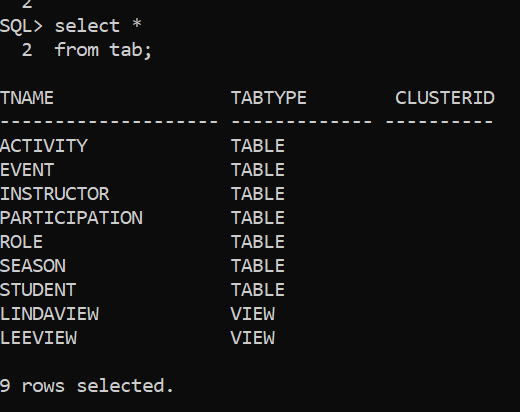 2
SQL> select *
  2  from tab;
TNAME                TABTYPE        CLUSTERID
-------------------- ------------- ----------
ACTIVITY             TABLE
EVENT                TABLE
INSTRUCTOR           TABLE
PARTICIPATION        TABLE
ROLE                 TABLE
SEASON               TABLE
STUDENT              TABLE
LINDAVIEW            VIEW
LEEVIEW              VIEW
9 rows selected.